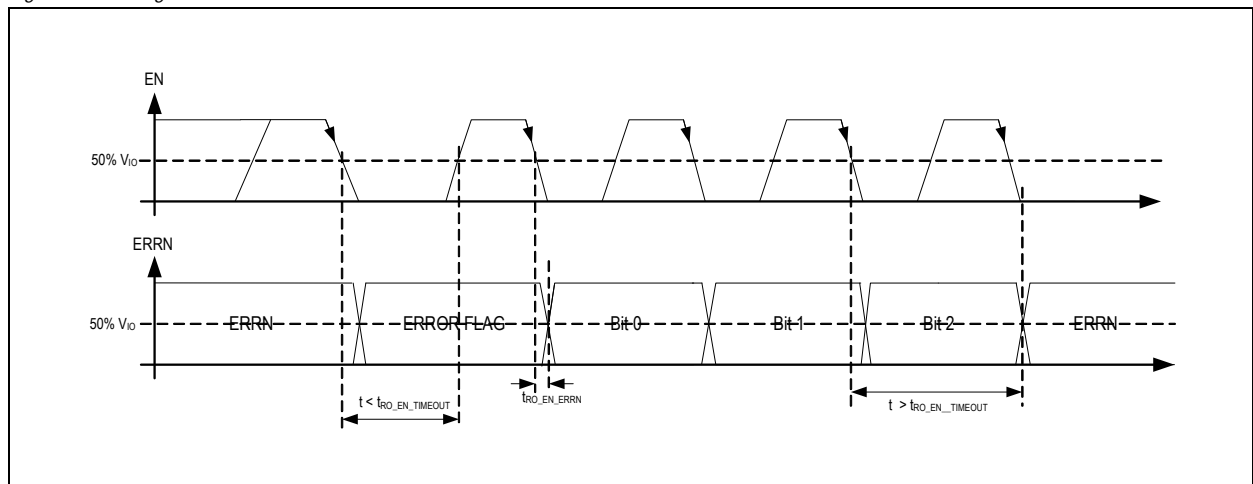 EN
50% VIO
ERRN
50% VIO
ERRN ERROR FLAG Bit 0 Bit 1 Bit 2 ERRN
tRO_EN_ERRN
t < tRO_EN_TIMEOUT
t > tRO_EN__TIMEOUT